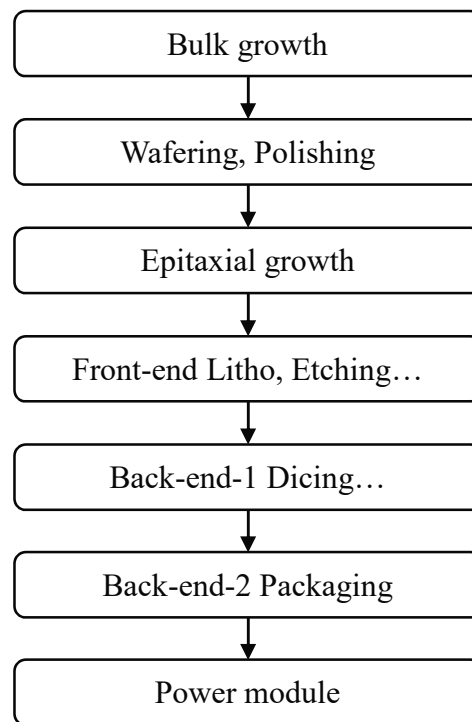 Bulk growth
Wafering, Polishing
Epitaxial growth
Front-end Litho, Etching…
Back-end-1 Dicing…
Back-end-2 Packaging
Power module